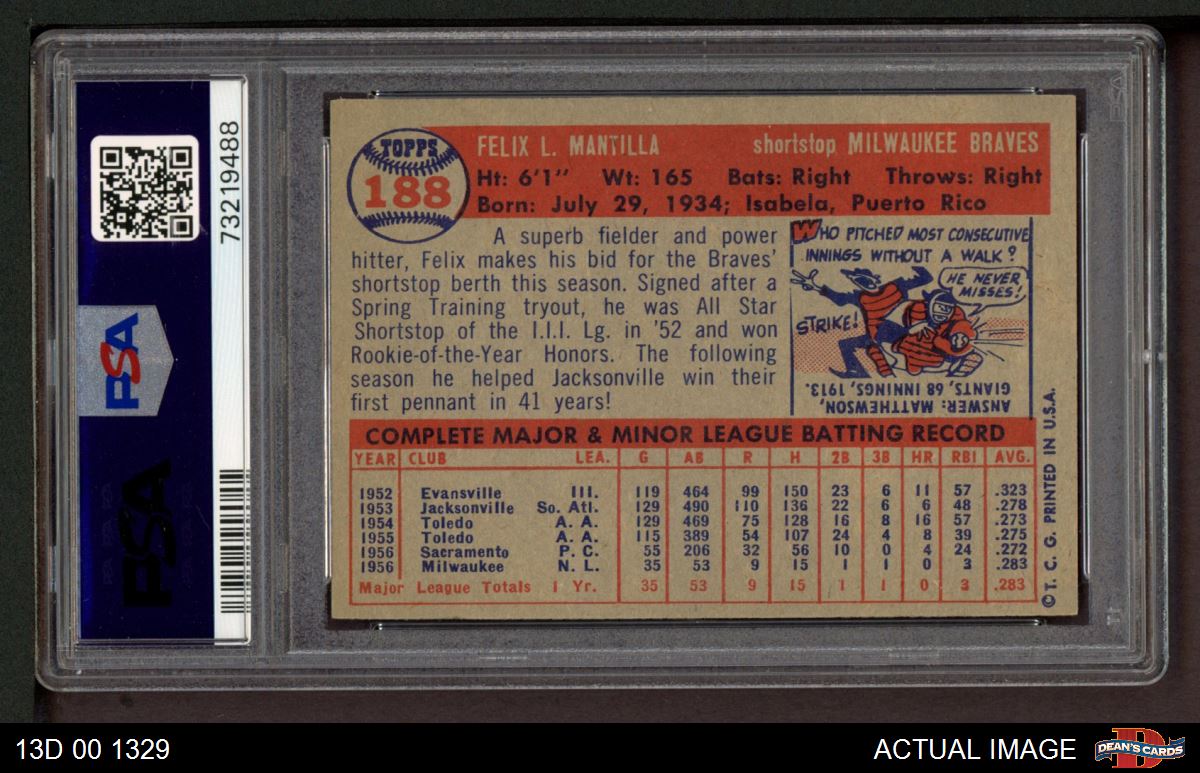 73219488
PSA
PSA
TOPPS
188
FELIX L. MANTILLA shortstop MILWAUKEE BRAVES
Ht: 6'1" Wt: 165 Bats: Right Throws: Right
Born: July 29, 1934; Isabela, Puerto Rico
A superb fielder and power
hitter, Felix makes his bid for the Braves'
shortstop berth this season. Signed after a
Spring Training tryout, he was All Star
Shortstop of the I.I.I. Lg. in '52 and won
Rookie-of-the-Year Honors. The following
season he helped Jacksonville win their
first pennant in 41 years!
WHO PITCHED MOST CONSECUTIVE
INNINGS WITHOUT A WALK?
HE NEVER
MISSES!
STRIKE!
ANSWER: MATTHEWSON,
GIANTS, 68 INNINGS, 1913.
COMPLETE MAJOR & MINOR LEAGUE BATTING RECORD
YEAR CLUB LEA. G AB R H 2B 3B HR RBI AVG.
1952 Evansville III. 119 464 99 150 23 6 11 57 .323
1953 Jacksonville So. Atl. 129 490 110 136 22 6 6 48 .278
1954 Toledo A. A. 129 469 75 128 16 8 16 57 .273
1955 Toledo A. A. 115 389 54 107 24 4 8 39 .275
1956 Sacramento P. C. 55 206 32 56 10 0 4 24 .272
1956 Milwaukee N. L. 35 53 9 15 1 1 0 3 .283
Major League Totals 1 Yr. 35 53 9 15 1 1 0 3 .283
© T. C. G. PRINTED IN U.S.A.
13D 00 1329
ACTUAL IMAGE
DEAN'S CARDS